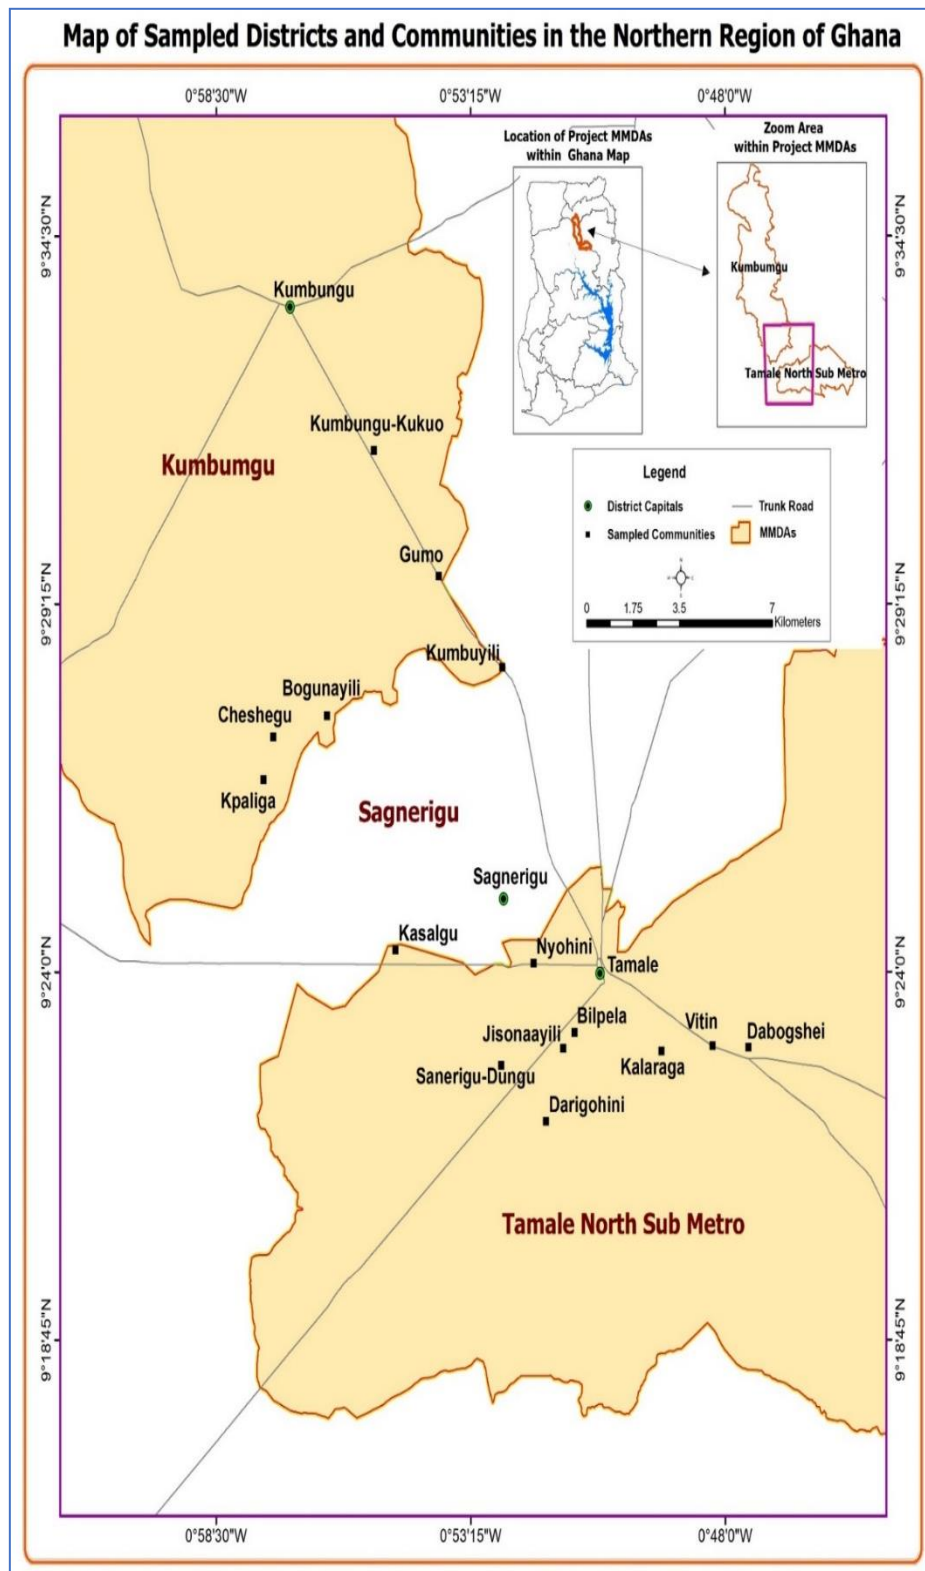 Map of Sampled Districts and Communities in the Northern Region of Ghana
0°58'30"W
0°53'15"W
0°48'0"W
Location of Project MMDAs
within Ghana Map
Zoom Area
within Project MMDAs
9°34'30"N
9°34'30"N
Kumbumgu
Kumbungu
Tamale North Sub Metro
Kumbungu-Kukuo
Kumbumgu
Legend
District Capitals
Trunk Road
Sampled Communities
MMDAs
Gumo
N
0
1.75
3.5
7
Kilometers
9°29'15"N
9°29'15"N
Kumbuyili
Bogunayili
Cheshegu
Kpaliga
Sagnerigu
Sagnerigu
Kasalgu
Nyohini
Tamale
9°24'0"N
9°24'0"N
Bilpela
Vitin
Dabogshei
Jisonaayili
Kalaraga
Sanerigu-Dungu
Darigohini
Tamale North Sub Metro
9°18'45"N
9°18'45"N
0°58'30"W
0°53'15"W
0°48'0"W